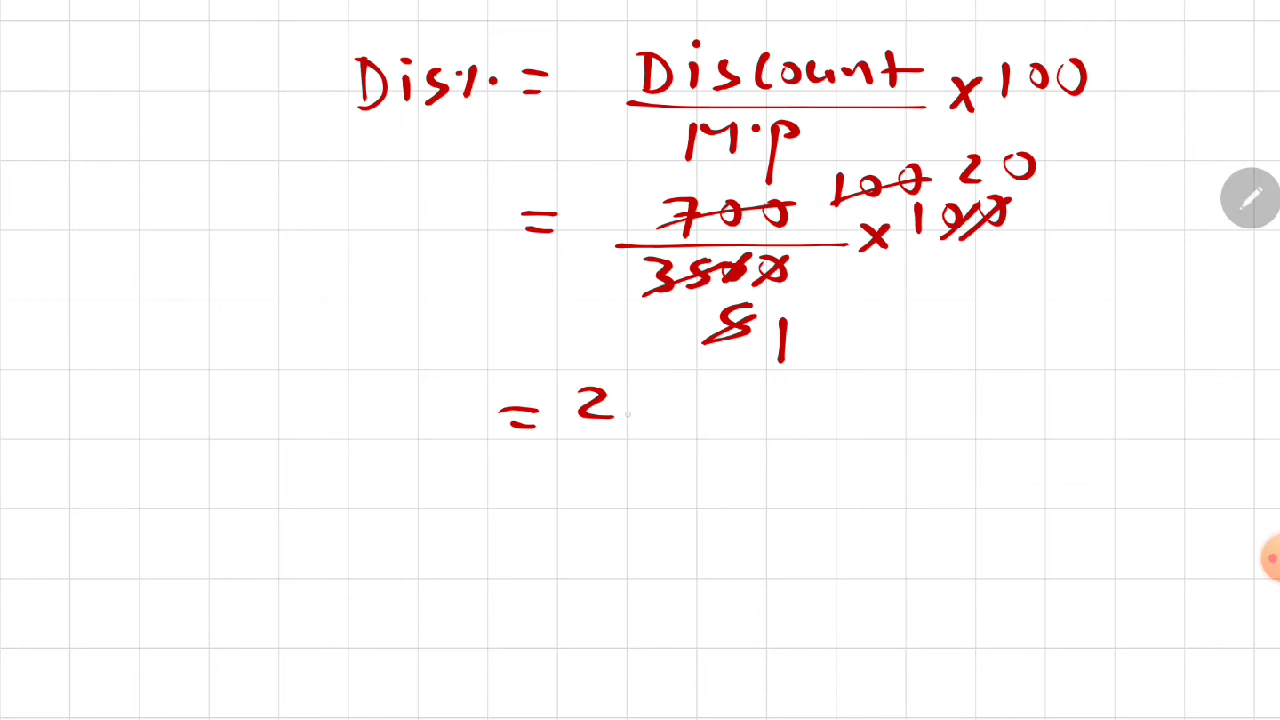 Dis% = Discount / M.P × 100
= 700 / 3500 × 100 100 20
5 1
= 2